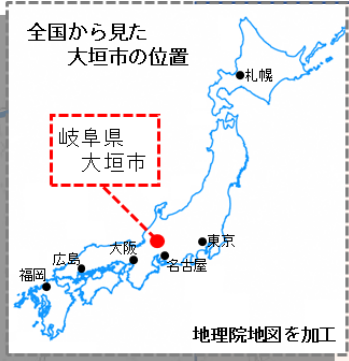 全国から見た
大垣市の位置
札幌
岐阜県
大垣市
東京
大阪
名古屋
広島
福岡
地理院地図を加工